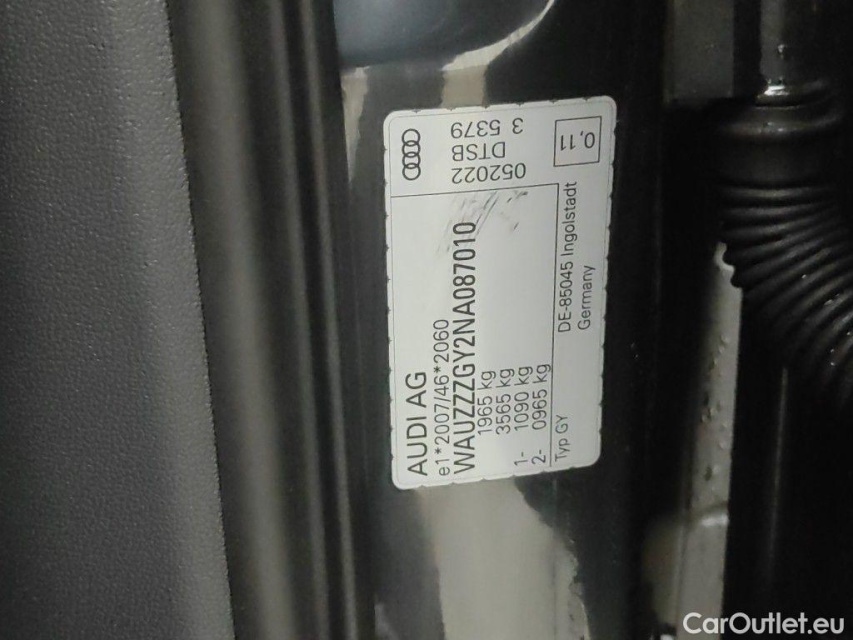 AUDI AG
e1*2007/46*2060
WAUZZZGY2NA087010
1965 kg
3565 kg
1- 1090 kg
2- 0965 kg
Typ GY
DE-85045 Ingolstadt
Germany
052022
DTSB
3 5379
0,11
CarOutlet.eu